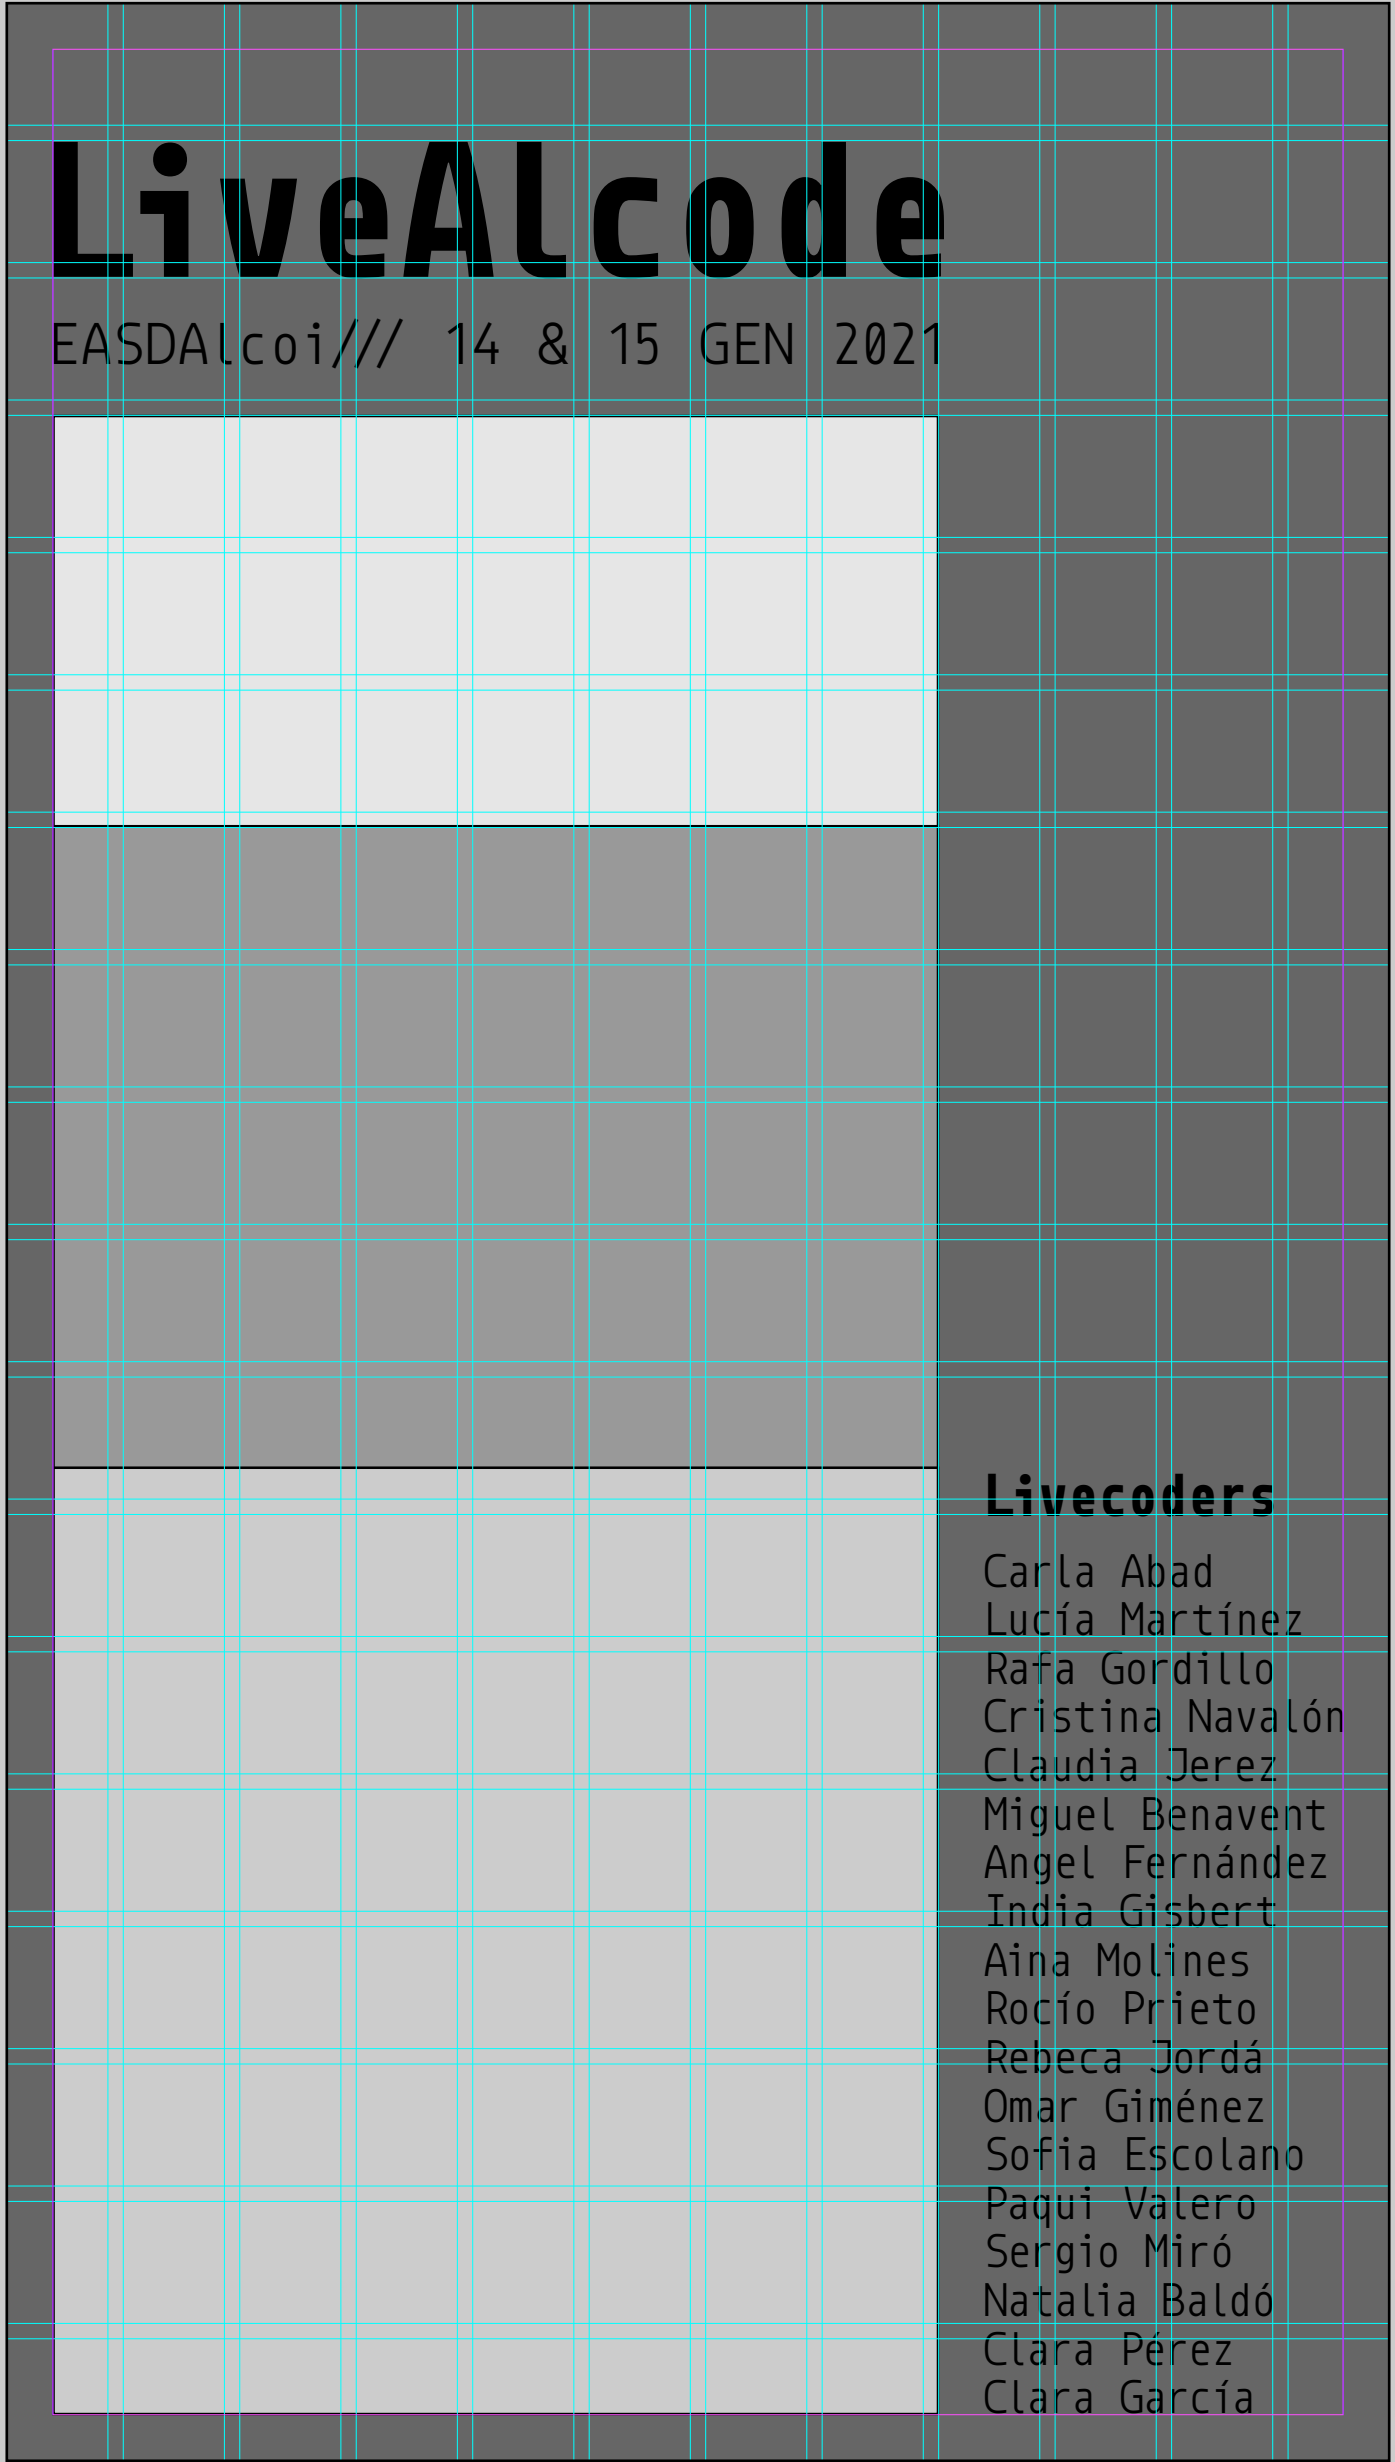 LiveAlcode
EASDAlcoi/// 14 & 15 GEN 2021
Livecoders
Carla Abad
Lucía Martínez
Rafa Gordillo
Cristina Navalón
Claudia Jerez
Miguel Benavent
Angel Fernández
India Gisbert
Aina Molines
Rocío Prieto
Rebeca Jordá
Omar Giménez
Sofia Escolano
Paqui Valero
Sergio Miró
Natalia Baldó
Clara Pérez
Clara García